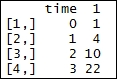 time  1
[1,]    0  1
[2,]    1  4
[3,]    2 10
[4,]    3 22